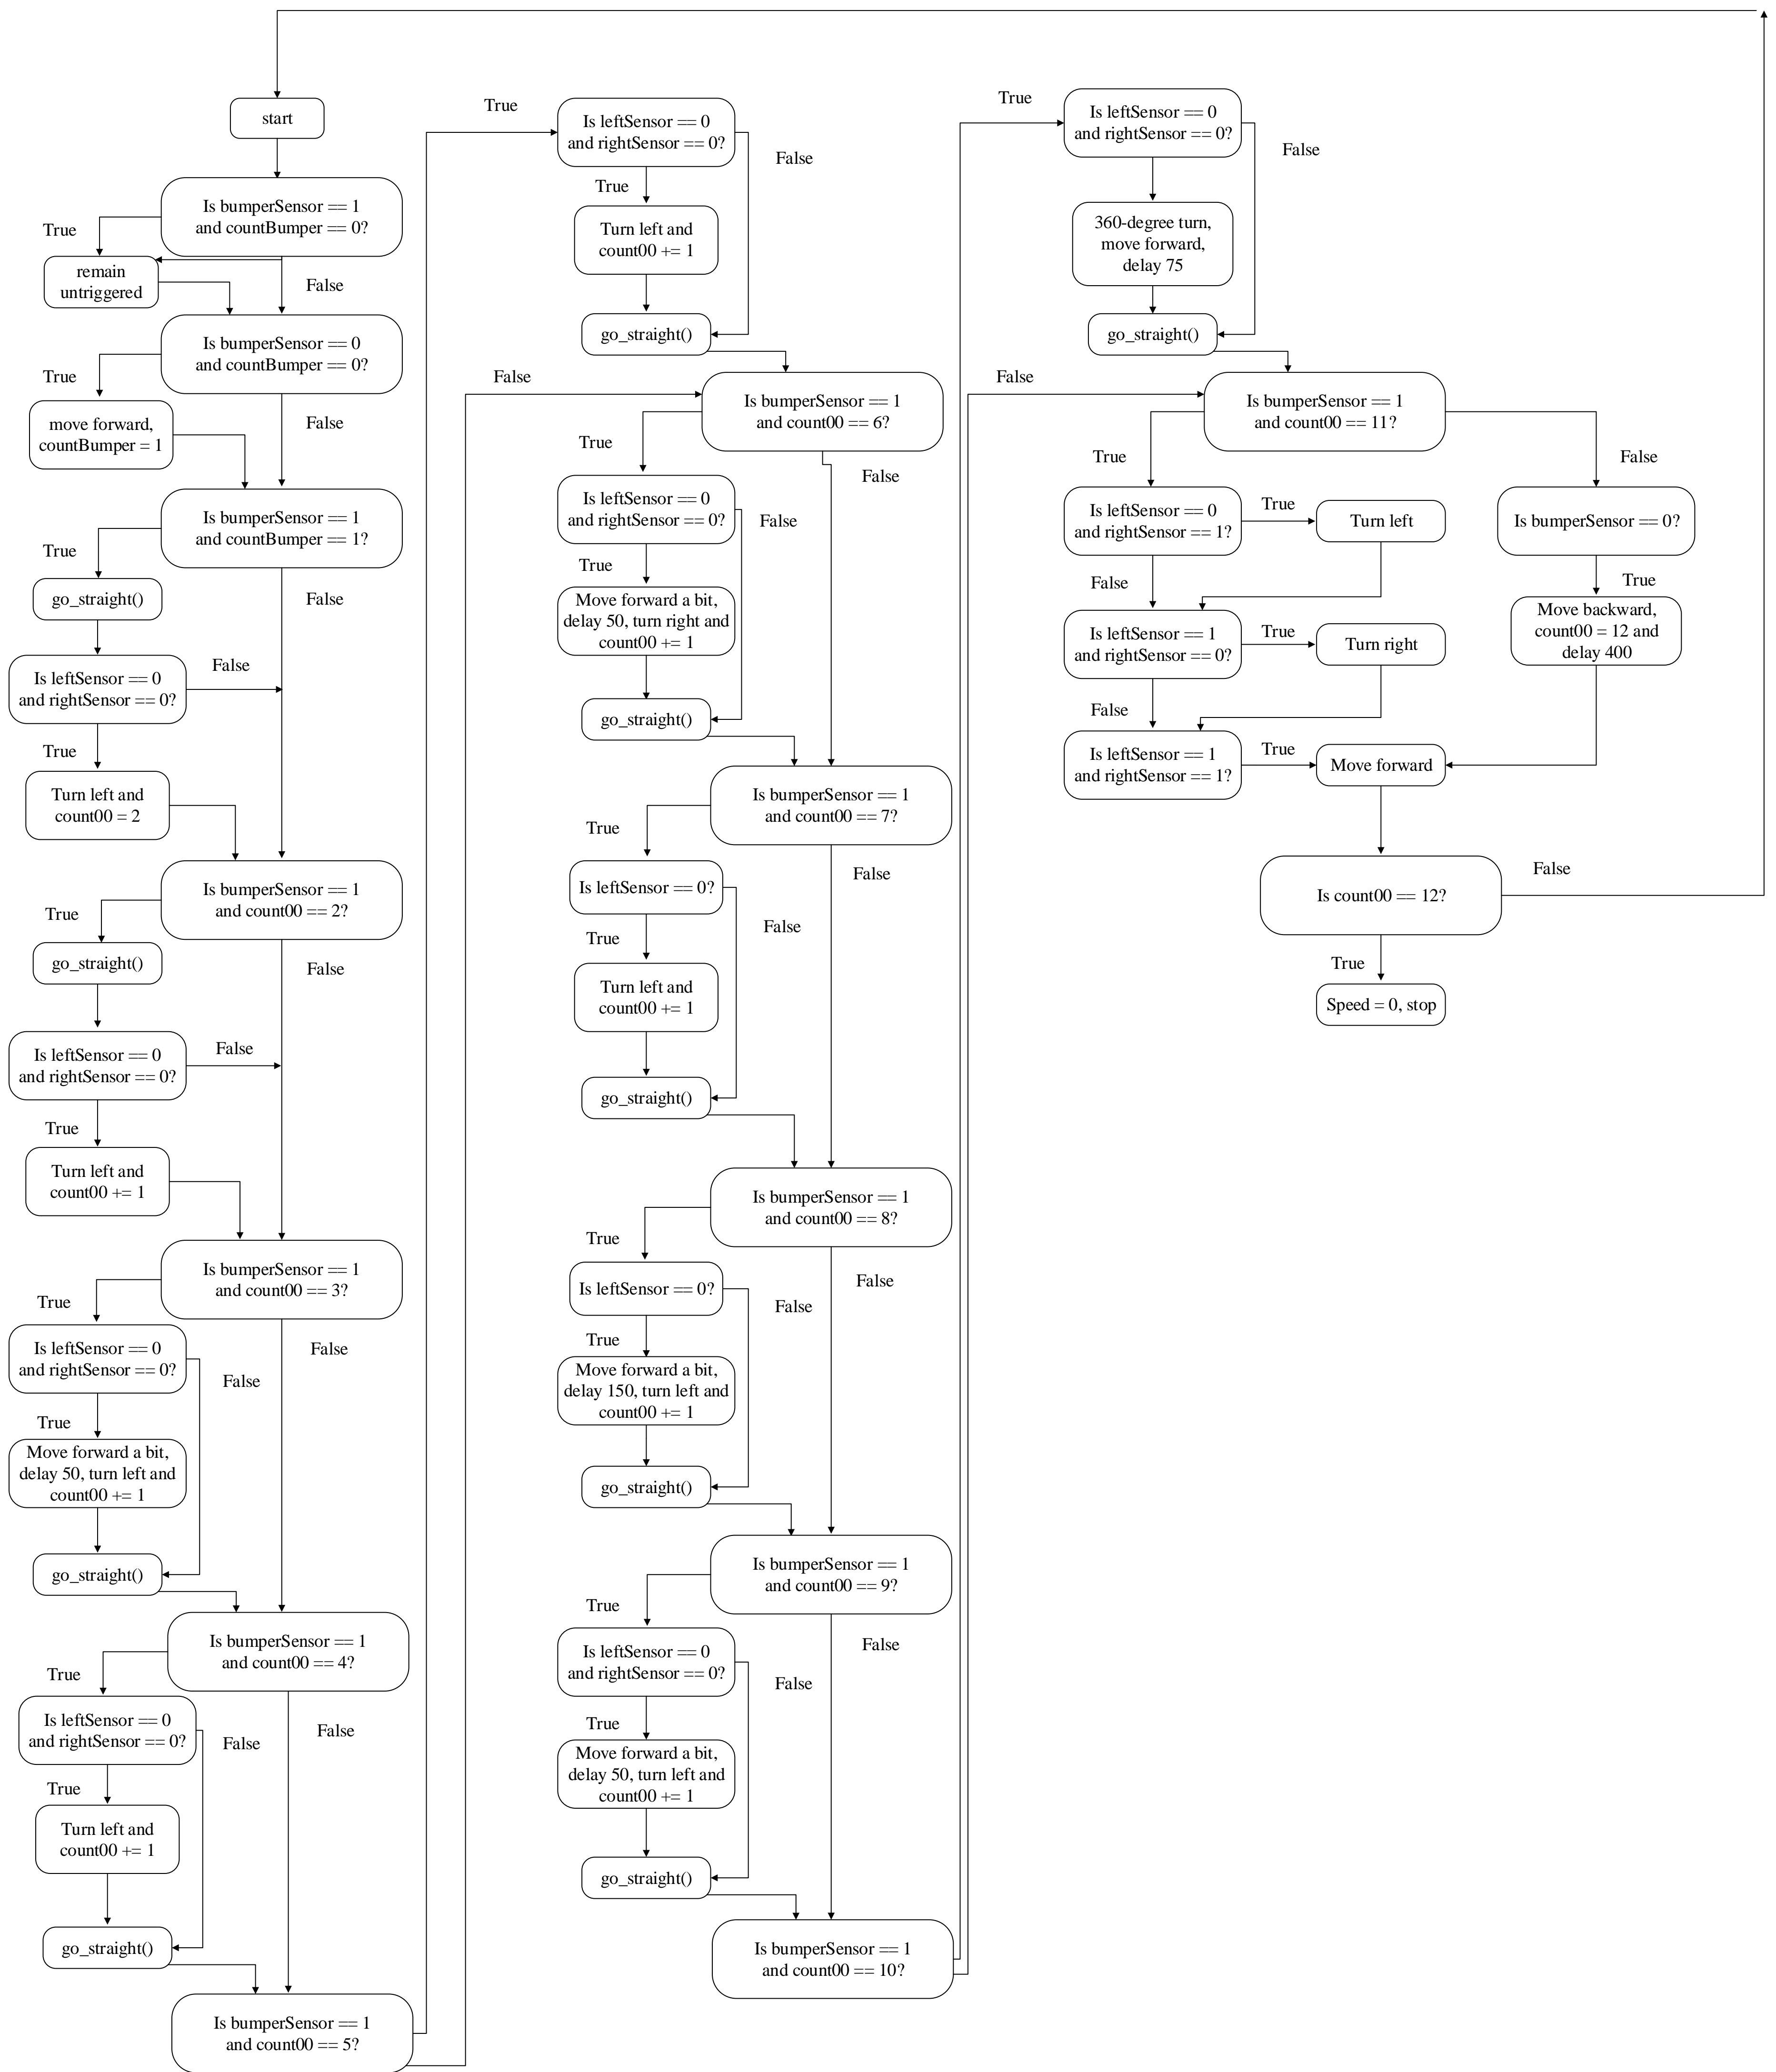 start
Is bumperSensor == 1
and countBumper == 0?
True
remain
untriggered
False
Is bumperSensor == 0
and countBumper == 0?
True
move forward,
countBumper = 1
False
Is bumperSensor == 1
and countBumper == 1?
True
go_straight()
False
Is leftSensor == 0
and rightSensor == 0?
False
True
Turn left and
count00 = 2
Is bumperSensor == 1
and count00 == 2?
True
go_straight()
False
Is leftSensor == 0
and rightSensor == 0?
False
True
Turn left and
count00 += 1
Is bumperSensor == 1
and count00 == 3?
True
False
Is leftSensor == 0
and rightSensor == 0?
False
True
Move forward a bit,
delay 50, turn left and
count00 += 1
go_straight()
Is bumperSensor == 1
and count00 == 4?
True
False
Is leftSensor == 0
and rightSensor == 0?
False
True
Turn left and
count00 += 1
go_straight()
Is bumperSensor == 1
and count00 == 5?
True
Is leftSensor == 0
and rightSensor == 0?
False
True
Turn left and
count00 += 1
go_straight()
False
Is bumperSensor == 1
and count00 == 6?
True
False
Is leftSensor == 0
and rightSensor == 0?
False
True
Move forward a bit,
delay 50, turn right and
count00 += 1
go_straight()
Is bumperSensor == 1
and count00 == 7?
True
False
Is leftSensor == 0?
False
True
Turn left and
count00 += 1
go_straight()
Is bumperSensor == 1
and count00 == 8?
True
False
Is leftSensor == 0?
False
True
Move forward a bit,
delay 150, turn left and
count00 += 1
go_straight()
Is bumperSensor == 1
and count00 == 9?
True
False
Is leftSensor == 0
and rightSensor == 0?
False
True
Move forward a bit,
delay 50, turn left and
count00 += 1
go_straight()
Is bumperSensor == 1
and count00 == 10?
True
Is leftSensor == 0
and rightSensor == 0?
False
360-degree turn,
move forward,
delay 75
go_straight()
False
Is bumperSensor == 1
and count00 == 11?
True
False
Is leftSensor == 0
and rightSensor == 1?
True
Turn left
Is bumperSensor == 0?
False
True
Is leftSensor == 1
and rightSensor == 0?
True
Turn right
Move backward,
count00 = 12 and
delay 400
False
Is leftSensor == 1
and rightSensor == 1?
True
Move forward
Is count00 == 12?
False
True
Speed = 0, stop